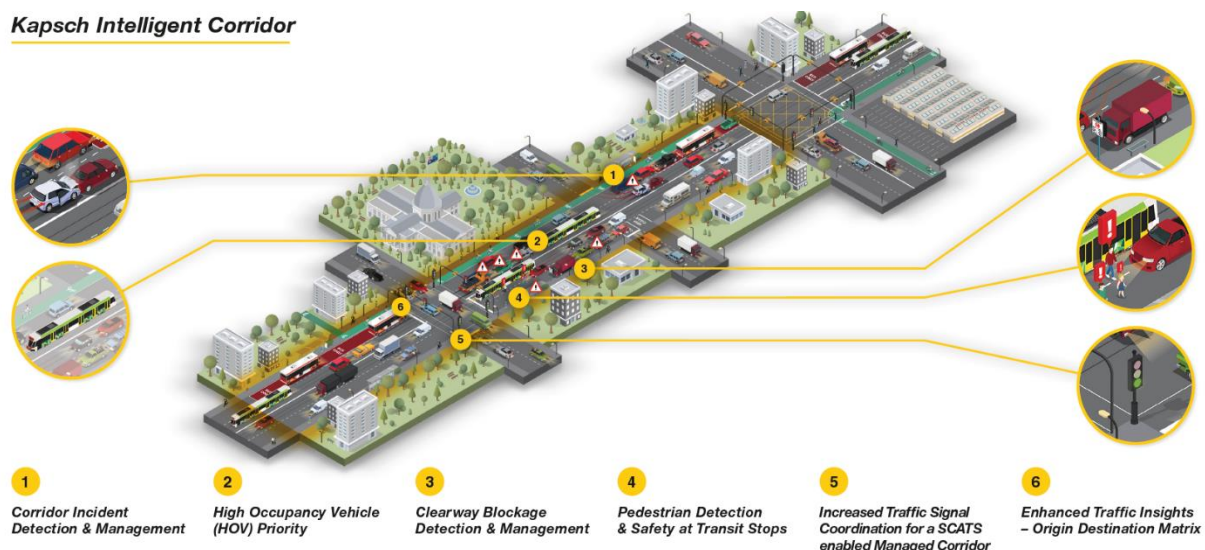 Kapsch Intelligent Corridor
1
2
3
4
5
6
1
Corridor Incident
Detection & Management
2
High Occupancy Vehicle
(HOV) Priority
3
Clearway Blockage
Detection & Management
4
Pedestrian Detection
& Safety at Transit Stops
5
Increased Traffic Signal
Coordination for a SCATS
enabled Managed Corridor
6
Enhanced Traffic Insights
– Origin Destination Matrix